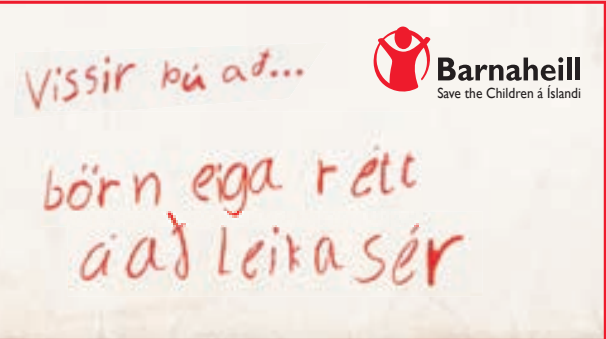 Vissir þú að...
Barnaheill
Save the Children á Íslandi
börn eiga rétt
á að leika sér